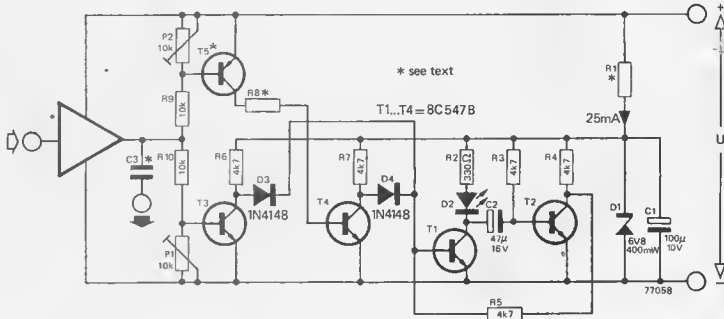 P2
10k
T5*
* see text
R8*
T1...T4=BC547B
R1
*
25mA
+
U
R9
10k
R10
10k
C3
*
R6
4k7
D3
1N4148
R7
4k7
D4
1N4148
R2
330Ω
R3
4k7
R4
4k7
D2
C2
47µ
16V
T3
T4
T1
T2
D1
6V8
400mW
C1
100µ
10V
P1
10k
R5
4k7
77058